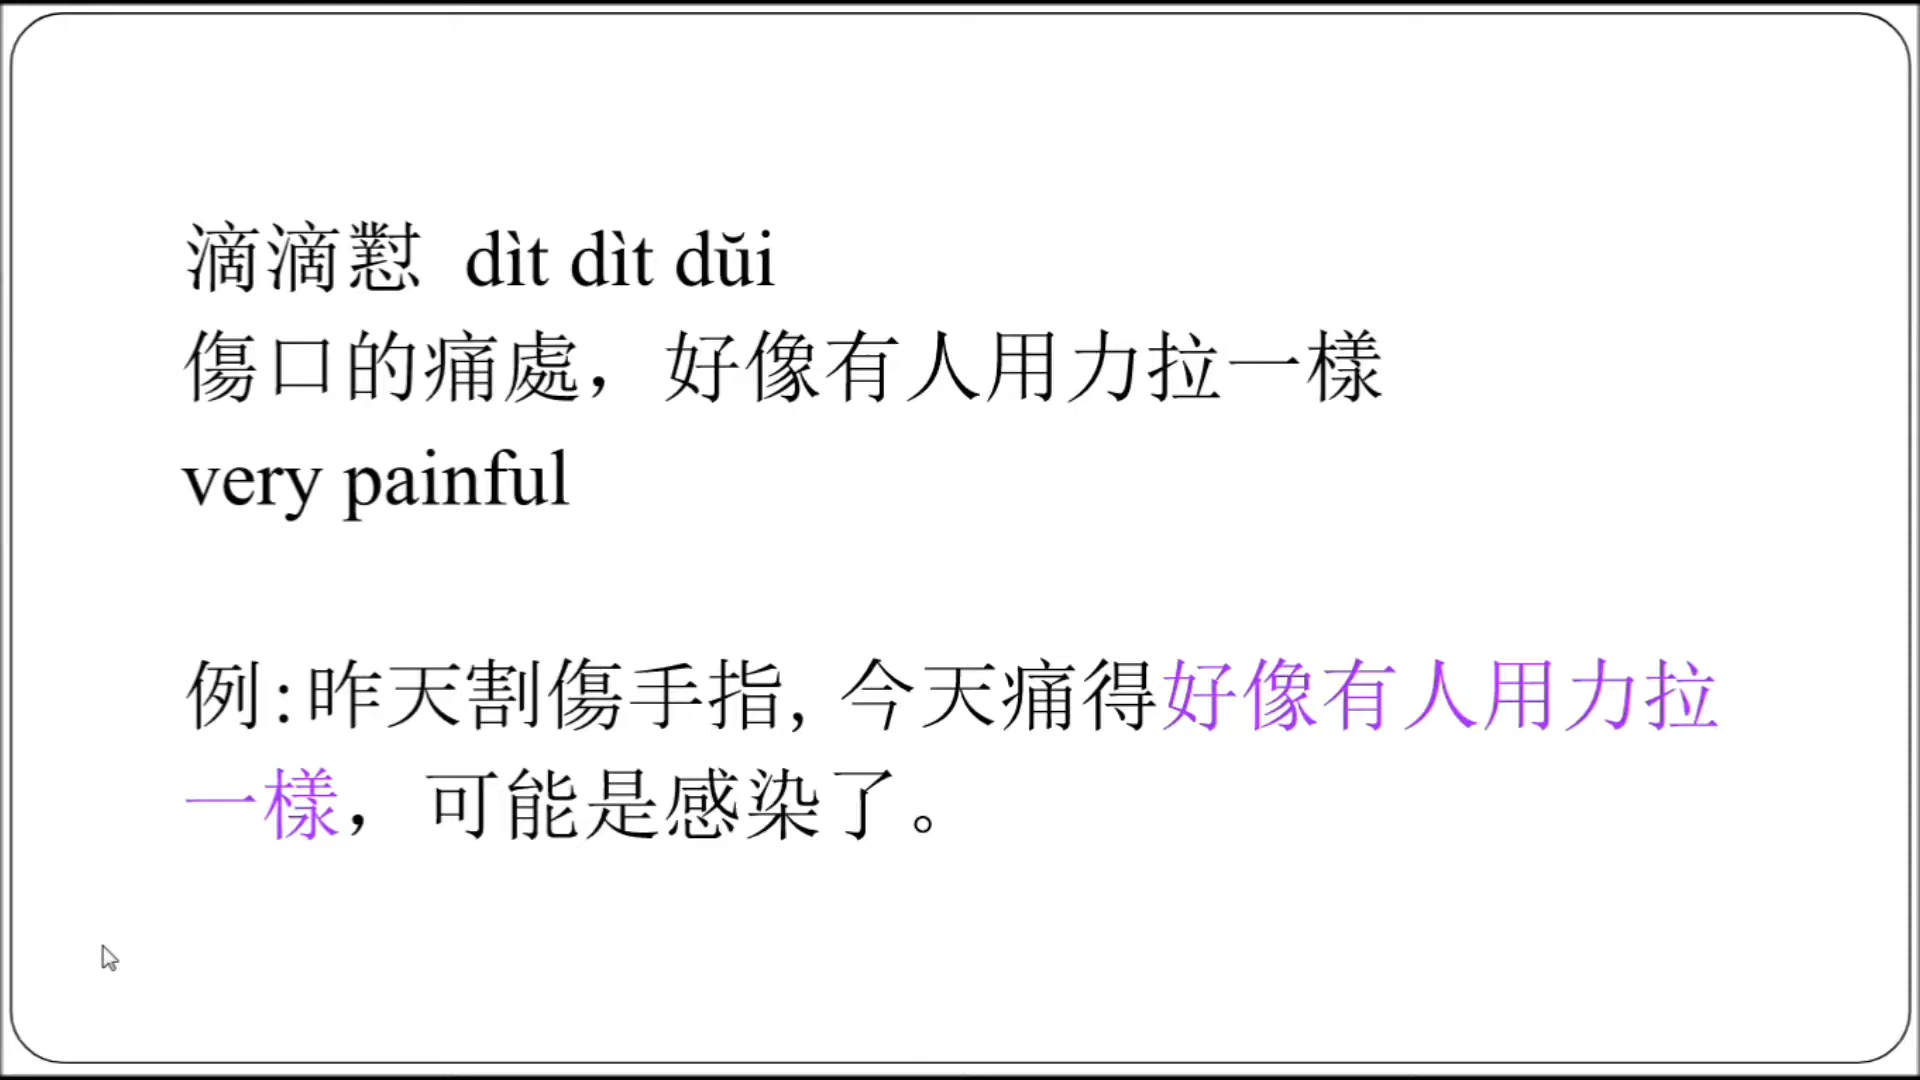 滴滴懟 dìt dìt dŭi
傷口的痛處，好像有人用力拉一樣
very painful
例:昨天割傷手指, 今天痛得好像有人用力拉
一樣，可能是感染了。